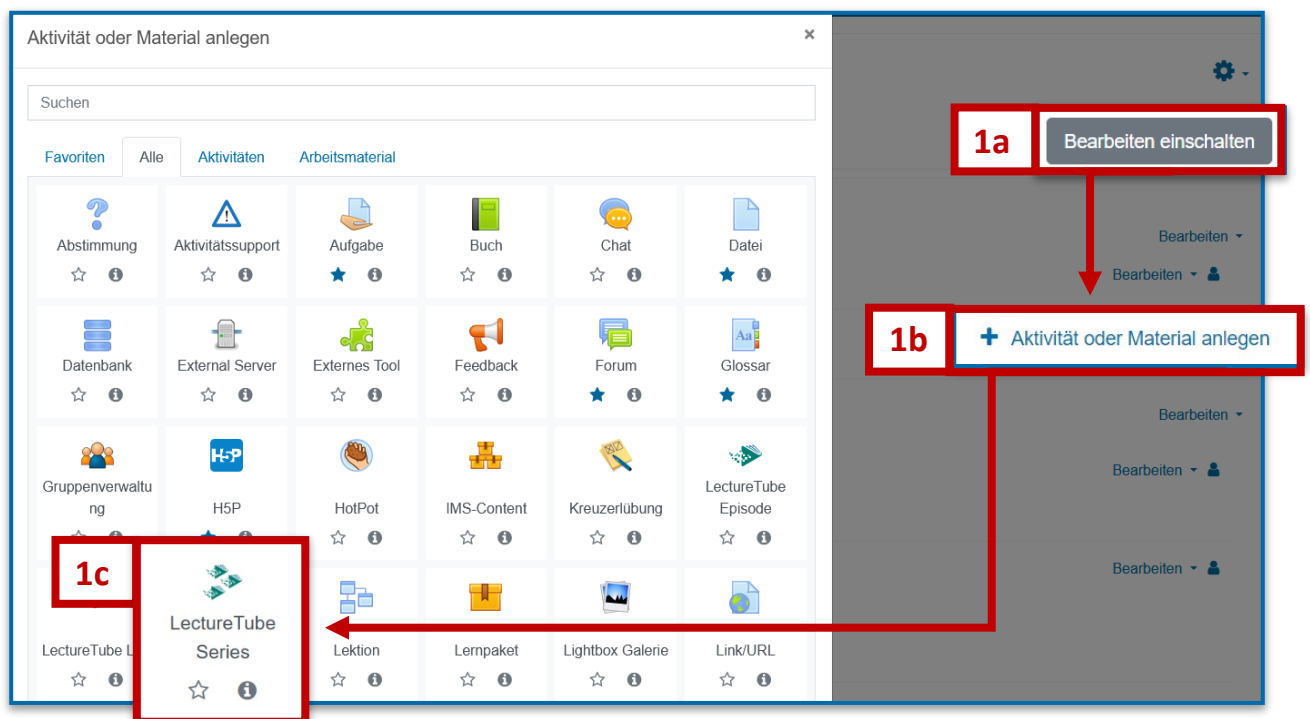 Aktivität oder Material anlegen
×
Suchen
Favoriten Alle Aktivitäten Arbeitsmaterial
Abstimmung Aktivitätssupport Aufgabe Buch Chat Datei
Datenbank External Server Externes Tool Feedback Forum Glossar
Aa
Gruppenverwaltu
ng
H5P
H5P
HotPot
IMS-Content
Kreuzerlübung
LectureTube
Episode
1c
LectureTube
Series
LectureTube
Lektion
Lernpaket
Lightbox Galerie
Link/URL
1a
Bearbeiten einschalten
Bearbeiten
Bearbeiten
1b
+ Aktivität oder Material anlegen
Bearbeiten
Bearbeiten
Bearbeiten